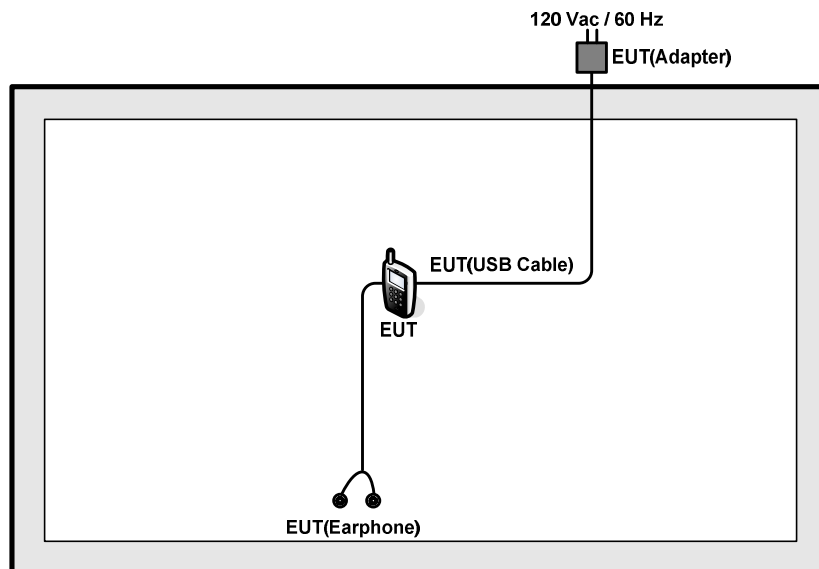 120 Vac / 60 Hz
EUT(Adapter)
EUT(USB Cable)
EUT
EUT(Earphone)